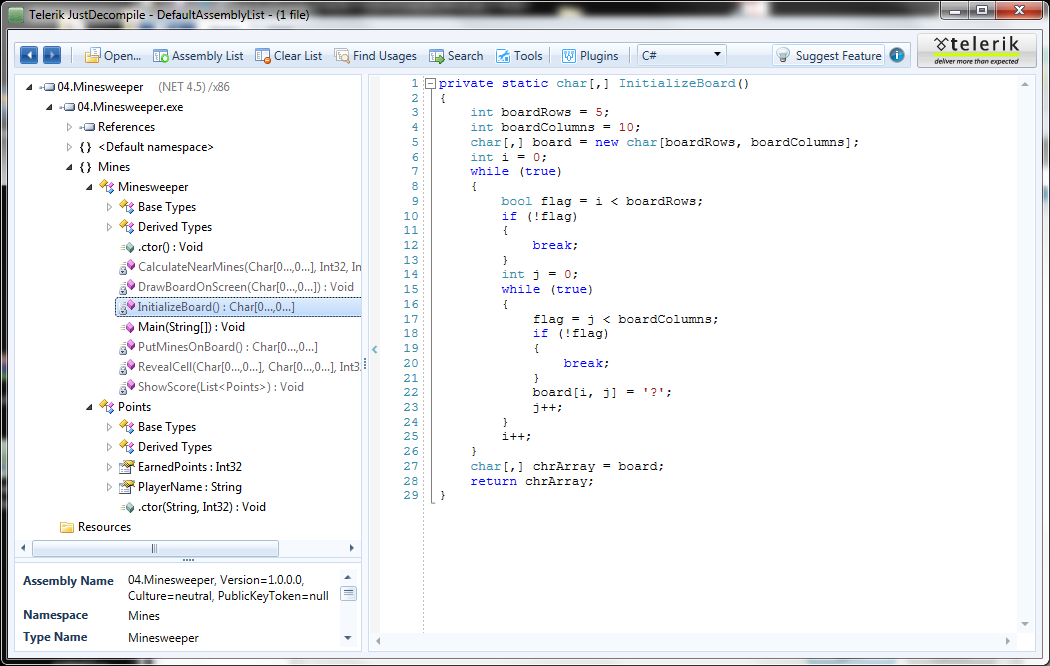 Telerik JustDecompile - DefaultAssemblyList - (1 file)
Open... Assembly List Clear List Find Usages Search Tools Plugins C# Suggest Feature
telerik
deliver more than expected
04.Minesweeper (NET 4.5) /x86
04.Minesweeper.exe
References
{} <Default namespace>
{} Mines
Minesweeper
Base Types
Derived Types
.ctor() : Void
CalculateNearMines(Char[0...,0...], Int32, In
DrawBoardOnScreen(Char[0...,0...]) : Void
InitializeBoard() : Char[0...,0...]
Main(String[]) : Void
PutMinesOnBoard() : Char[0...,0...]
RevealCell(Char[0...,0...], Char[0...,0...], Int3
ShowScore(List<Points>) : Void
Points
Base Types
Derived Types
EarnedPoints : Int32
PlayerName : String
.ctor(String, Int32) : Void
Resources
Assembly Name 04.Minesweeper, Version=1.0.0.0,
Culture=neutral, PublicKeyToken=null
Namespace Mines
Type Name Minesweeper
1 private static char[,] InitializeBoard()
2 {
3 int boardRows = 5;
4 int boardColumns = 10;
5 char[,] board = new char[boardRows, boardColumns];
6 int i = 0;
7 while (true)
8 {
9 bool flag = i < boardRows;
10 if (!flag)
11 {
12 break;
13 }
14 int j = 0;
15 while (true)
16 {
17 flag = j < boardColumns;
18 if (!flag)
19 {
20 break;
21 }
22 board[i, j] = '?';
23 j++;
24 }
25 i++;
26 }
27 char[,] chrArray = board;
28 return chrArray;
29 }